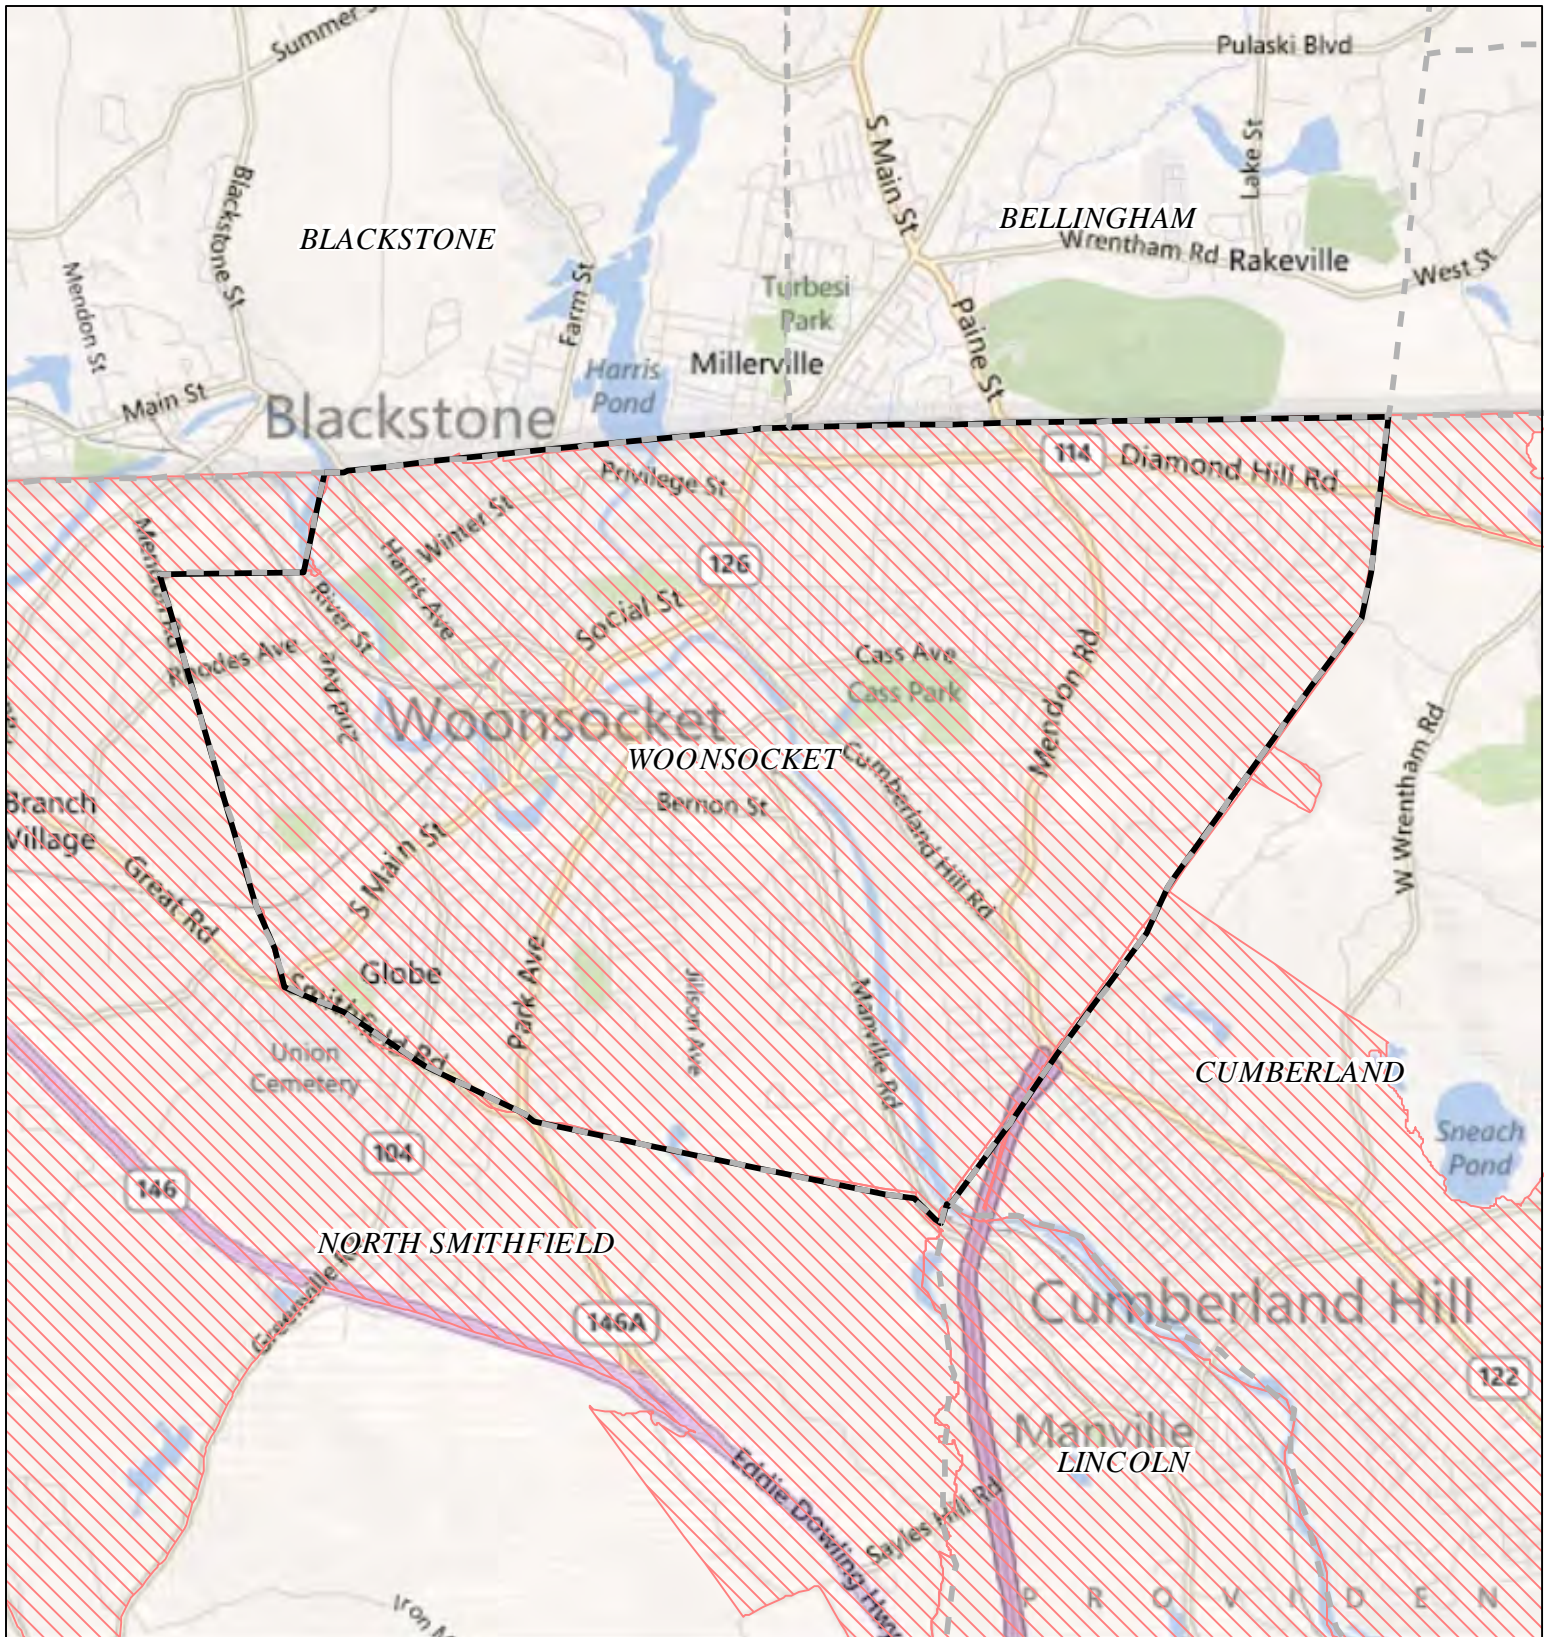 Summer St
Pulaski Blvd
S Main St
Lake St
Blackstone St
BLACKSTONE
BELLINGHAM
Wrentham Rd
Rakeville
West St
Mendon St
Farm St
Turbesi
Park
Paine St
Harris
Pond
Millerville
Main St
Blackstone
114
Diamond Hill Rd
Privilege St
Winter St
Mendon Rd
Harris Ave
126
River St
Social St
Rhodes Ave
2nd Ave
Cass Ave
Cass Park
Mendon Rd
Woonsocket
WOONSOCKET
W Wrentham Rd
Cumberland Hill Rd
Bernon St
Branch
Village
S Main St
Great Rd
Park Ave
Globe
Jillson Ave
Manville Rd
Smithfield Rd
Union
Cemetery
CUMBERLAND
Sneach
Pond
104
146
NORTH SMITHFIELD
Greenville Rd
Cumberland Hill
146A
122
Manville
LINCOLN
Eddie Dowling Hwy
Sayles Hill Rd
P R O V I D E N
Iron M